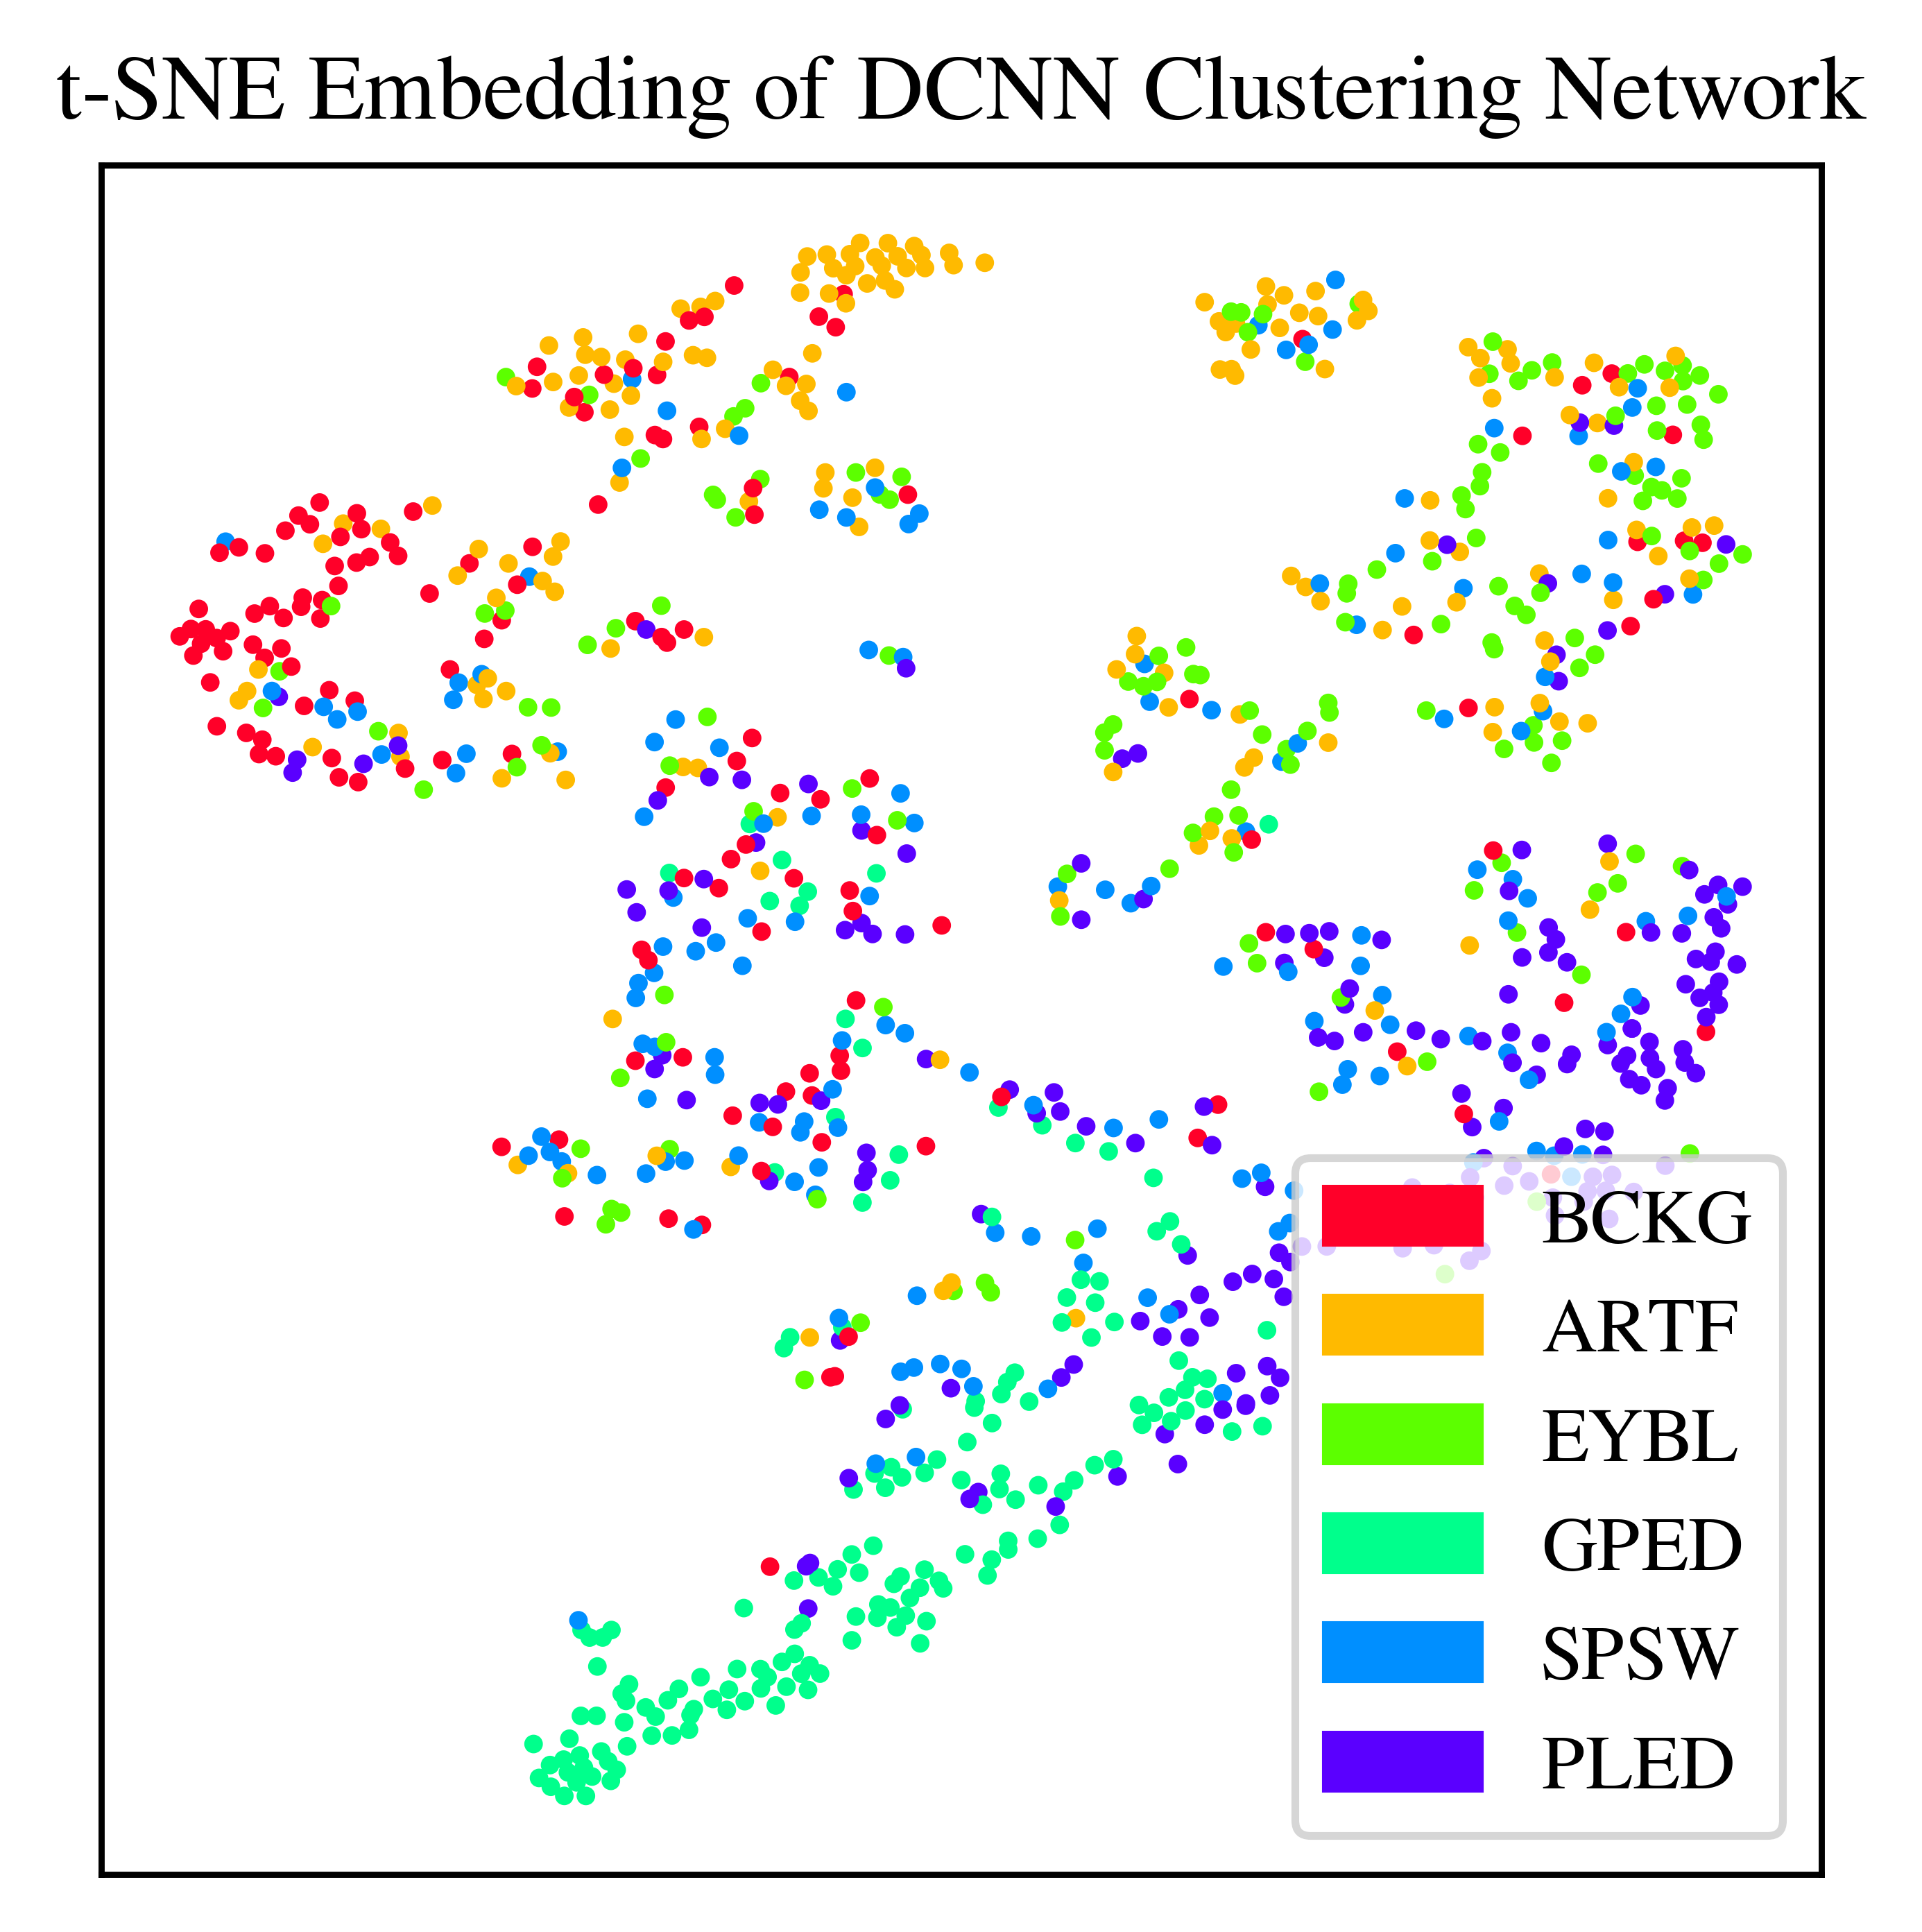 t-SNE Embedding of DCNN Clustering Network
BCKG
ARTF
EYBL
GPED
SPSW
PLED